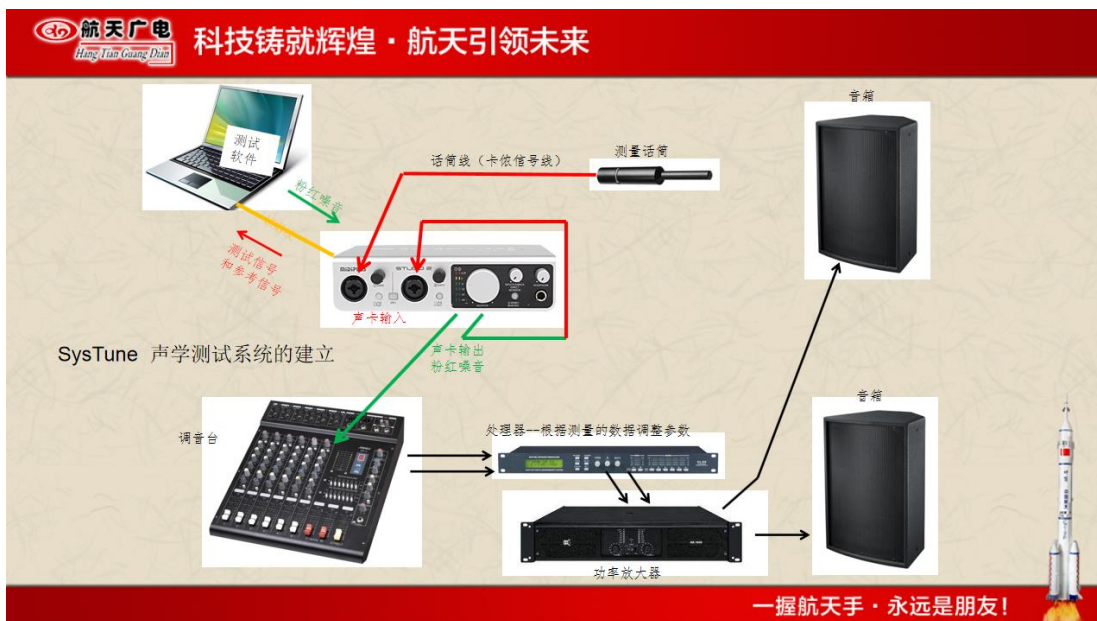 航天广电
Hang Tian Guang Dian
科技铸就辉煌·航天引领未来
音箱
测试
软件
话筒线（卡侬信号线）
测量话筒
粉红噪音
测试信号
和参考信号
STUDIO 2
声卡输入
SysTune 声学测试系统的建立
声卡输出
粉红噪音
音箱
调音台
处理器--根据测量的数据调整参数
功率放大器
一握航天手·永远是朋友!